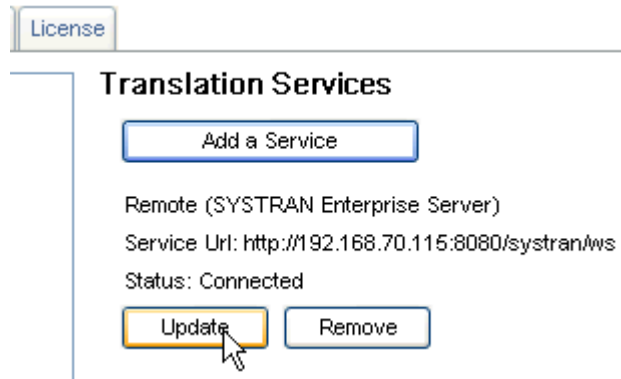 License
Translation Services
Add a Service
Remote (SYSTRAN Enterprise Server)
Service Url: http://192.168.70.115:8080/systran/ws
Status: Connected
Update Remove